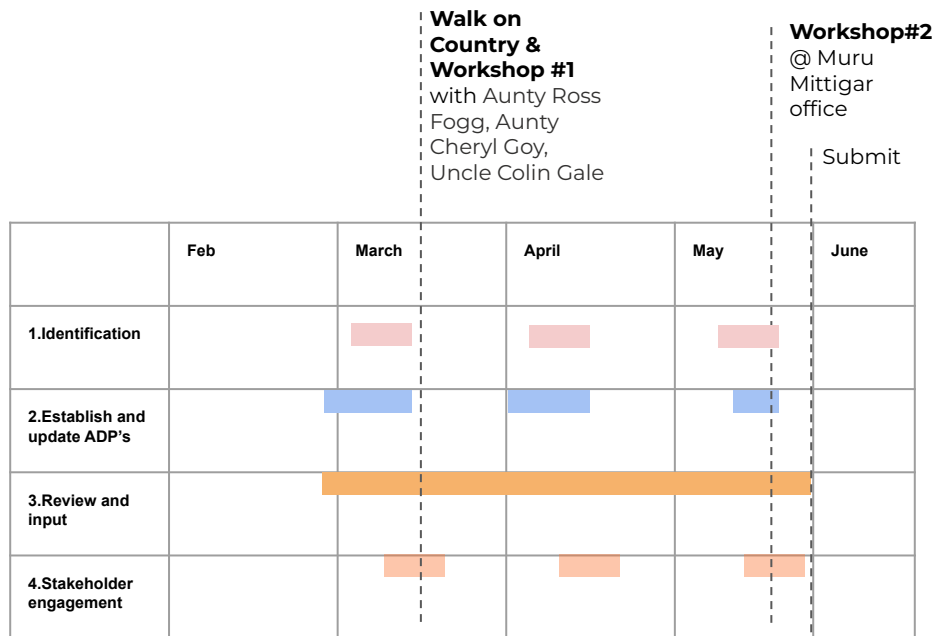 Walk on
Country &
Workshop #1
with Aunty Ross
Fogg, Aunty
Cheryl Goy,
Uncle Colin Gale
Workshop#2
@ Muru
Mittigar
office
Submit
Feb
March
April
May
June
1.Identification
2.Establish and
update ADP's
3.Review and
input
4.Stakeholder
engagement